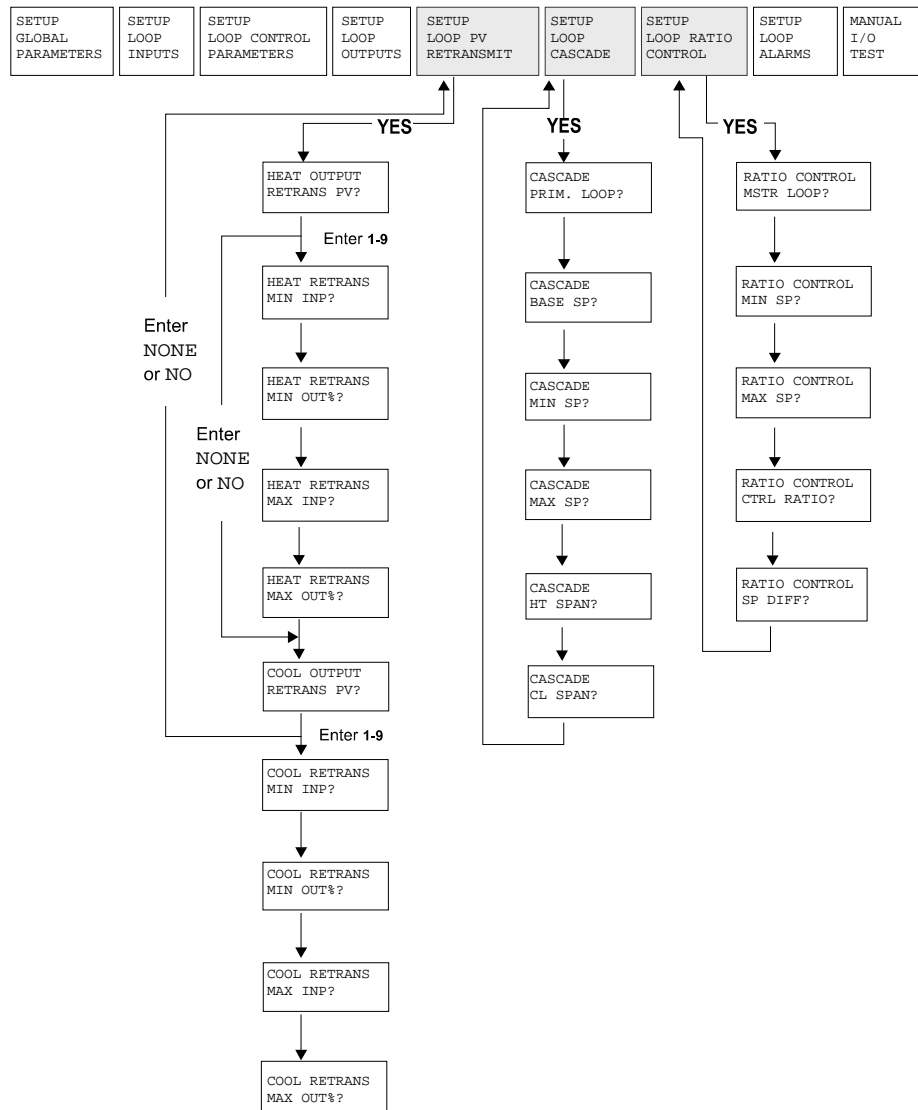 SETUP
GLOBAL
PARAMETERS
SETUP
LOOP
INPUTS
SETUP
LOOP CONTROL
PARAMETERS
SETUP
LOOP
OUTPUTS
SETUP
LOOP PV
RETRANSMIT
SETUP
LOOP
CASCADE
SETUP
LOOP RATIO
CONTROL
SETUP
LOOP
ALARMS
MANUAL
I/O
TEST
YES
HEAT OUTPUT
RETRANS PV?
Enter 1-9
HEAT RETRANS
MIN INP?
HEAT RETRANS
MIN OUT%?
HEAT RETRANS
MAX INP?
HEAT RETRANS
MAX OUT%?
COOL OUTPUT
RETRANS PV?
Enter 1-9
COOL RETRANS
MIN INP?
COOL RETRANS
MIN OUT%?
COOL RETRANS
MAX INP?
COOL RETRANS
MAX OUT%?
Enter
NONE
or NO
Enter
NONE
or NO
YES
CASCADE
PRIM. LOOP?
CASCADE
BASE SP?
CASCADE
MIN SP?
CASCADE
MAX SP?
CASCADE
HT SPAN?
CASCADE
CL SPAN?
YES
RATIO CONTROL
MSTR LOOP?
RATIO CONTROL
MIN SP?
RATIO CONTROL
MAX SP?
RATIO CONTROL
CTRL RATIO?
RATIO CONTROL
SP DIFF?